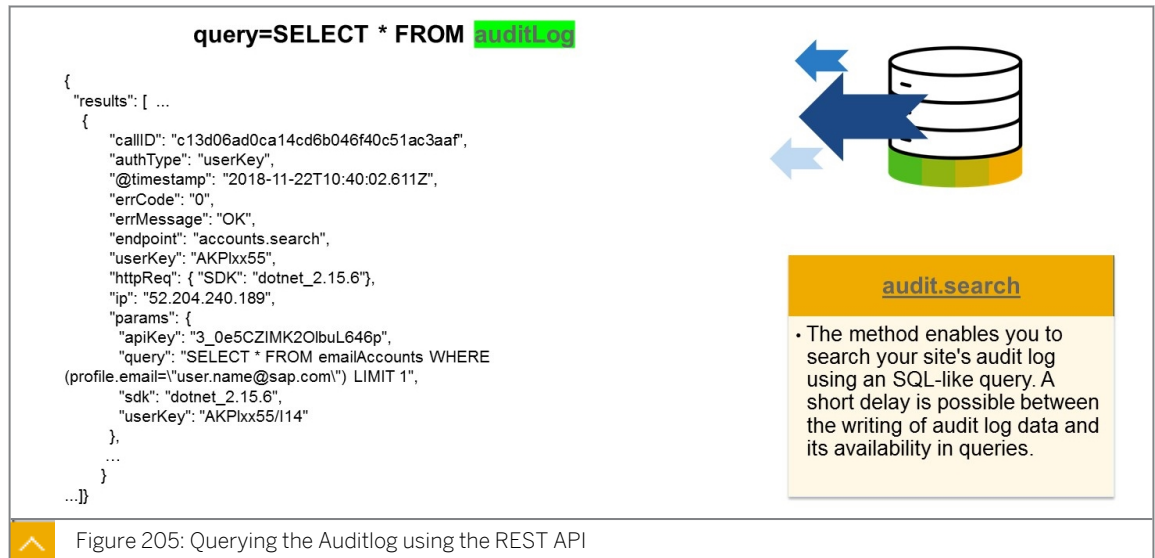 query=SELECT * FROM auditLog
{
"results": [ ...
{
"callID": "c13d06ad0ca14cd6b046f40c51ac3aaf",
"authType": "userKey",
"@timestamp": "2018-11-22T10:40:02.611Z",
"errCode": "0",
"errMessage": "OK",
"endpoint": "accounts.search",
"userKey": "AKPlxx55",
"httpReq": { "SDK": "dotnet_2.15.6"},
"ip": "52.204.240.189",
"params": {
"apiKey": "3_0e5CZIMK2OlbuL646p",
"query": "SELECT * FROM emailAccounts WHERE
(profile.email=\"user.name@sap.com\") LIMIT 1",
"sdk": "dotnet_2.15.6",
"userKey": "AKPlxx55/I14"
},
...
}
...]}
audit.search
• The method enables you to
search your site's audit log
using an SQL-like query. A
short delay is possible between
the writing of audit log data and
its availability in queries.
Figure 205: Querying the Auditlog using the REST API